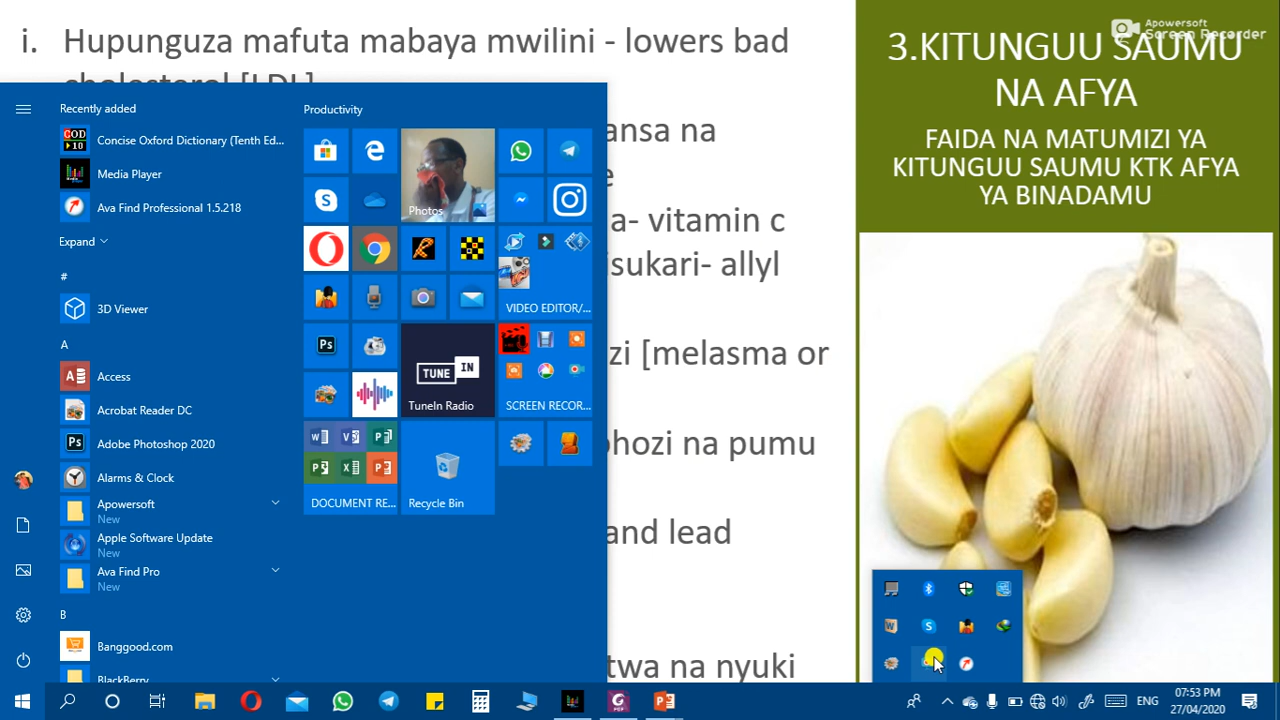 i. Hupunguza mafuta mabaya mwilini - lowers bad
cholesterol [LDL]
ansa na
e
a- vitamin c
isukari- allyl
zi [melasma or
ohozi na pumu
and lead
twa na nyuki
Apowersoft
Screen Recorder
3.KITUNGUU SAUMU
NA AFYA
FAIDA NA MATUMIZI YA
KITUNGUU SAUMU KTK AFYA
YA BINADAMU
Recently added
Concise Oxford Dictionary (Tenth Ed...
Media Player
Ava Find Professional 1.5.218
Expand
#
3D Viewer
A
Access
Acrobat Reader DC
Adobe Photoshop 2020
Alarms & Clock
Apowersoft
New
Apple Software Update
New
Ava Find Pro
New
B
Banggood.com
BlackBerry
Productivity
Photos
VIDEO EDITOR/...
TUNE IN
TuneIn Radio
SCREEN RECOR...
DOCUMENT RE...
Recycle Bin
ENG
07:53 PM
27/04/2020